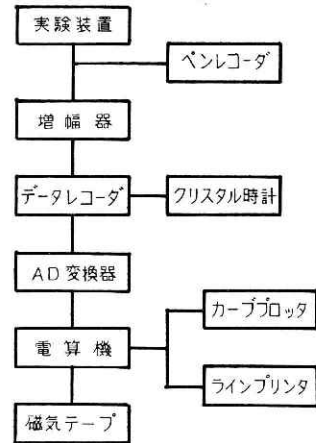 実験装置
ペンレコーダ
増幅器
データレコーダ
クリスタル時計
AD変換器
カーブプロッタ
電算機
ラインプリンタ
磁気テープ